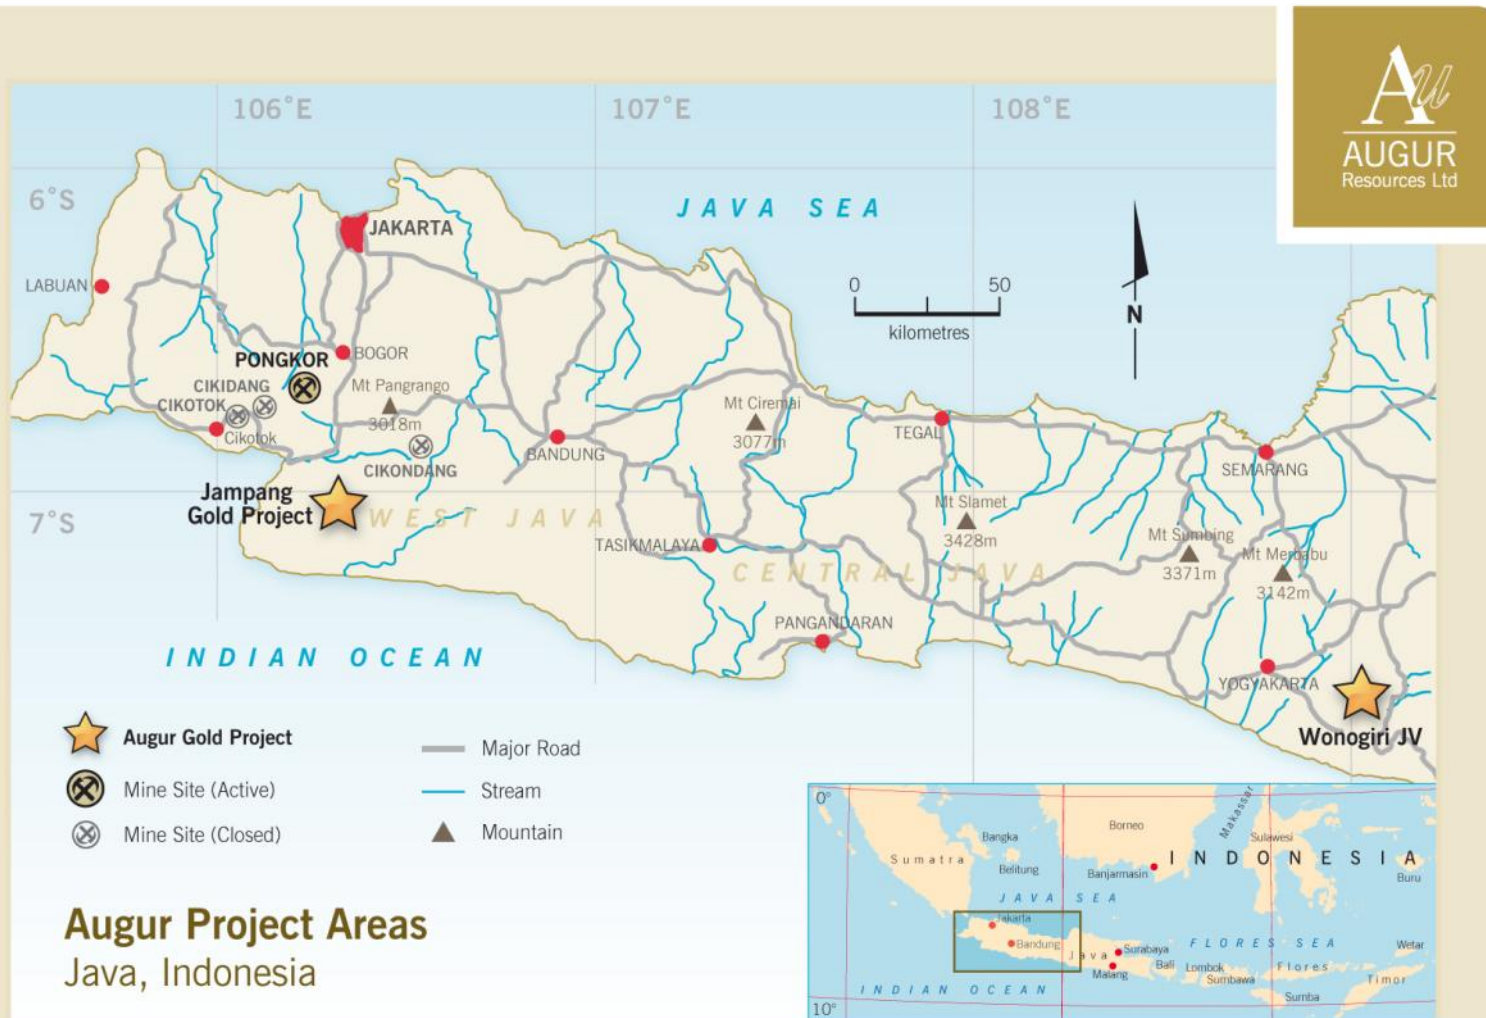 Au
AUGUR
Resources Ltd
106°E
107°E
108°E
6°S
7°S
JAVA SEA
JAKARTA
LABUAN
0 50
kilometres
N
BOGOR
PONGKOR
CIKIDANG
CIKOTOK
Cikotok
Mt Pangrango
3018m
CIKONDANG
BANDUNG
Mt Ciremai
3077m
TEGAL
SEMARANG
Jampang
Gold Project
WEST JAVA
TASIKMALAYA
CENTRAL JAVA
Mt Slamet
3428m
Mt Sumbing
3371m
Mt Merbabu
3142m
PANGANDARAN
YOGYAKARTA
Wonogiri JV
INDIAN OCEAN
Augur Gold Project
Mine Site (Active)
Mine Site (Closed)
Major Road
Stream
Mountain
Augur Project Areas
Java, Indonesia
0°
10°
Sumatra
Bangka
Belitung
Borneo
Banjarmasin
Makassar
Sulawesi
INDONESIA
Buru
JAVA SEA
Jakarta
Bandung
Java
Surabaya
Malang
Bali
Lombok
Sumbawa
FLORES SEA
Flores
Sumba
Wetar
Timor
INDIAN OCEAN